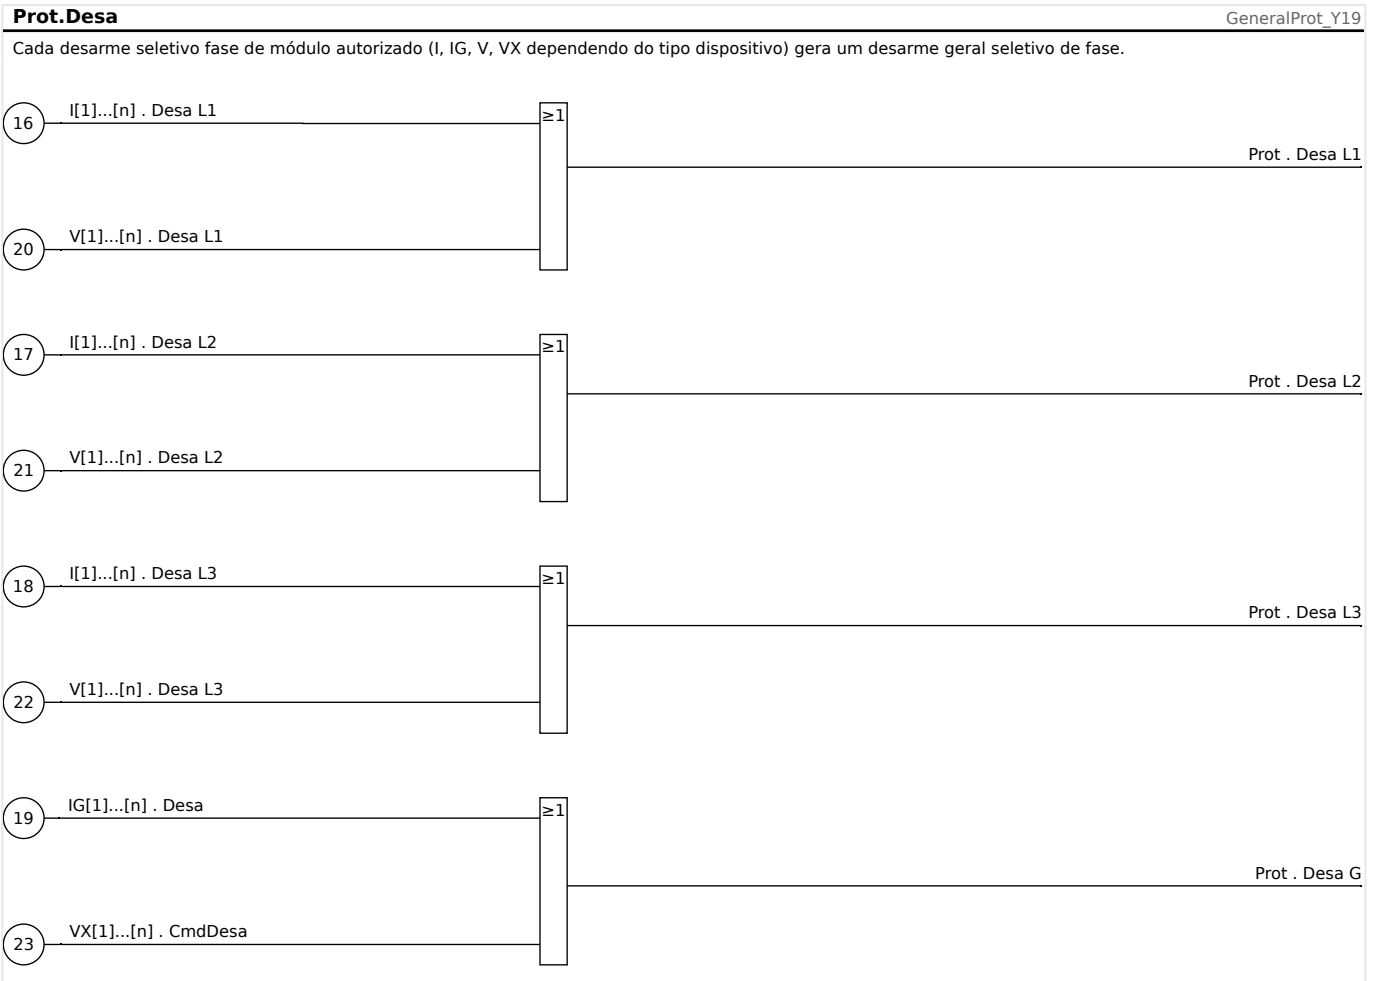 Prot.Desa
GeneralProt_Y19
Cada desarme seletivo fase de módulo autorizado (I, IG, V, VX dependendo do tipo dispositivo) gera um desarme geral seletivo de fase.
16
I[1]...[n] . Desa L1
≥1
Prot . Desa L1
20
V[1]...[n] . Desa L1
17
I[1]...[n] . Desa L2
≥1
Prot . Desa L2
21
V[1]...[n] . Desa L2
18
I[1]...[n] . Desa L3
≥1
Prot . Desa L3
22
V[1]...[n] . Desa L3
19
IG[1]...[n] . Desa
≥1
Prot . Desa G
23
VX[1]...[n] . CmdDesa